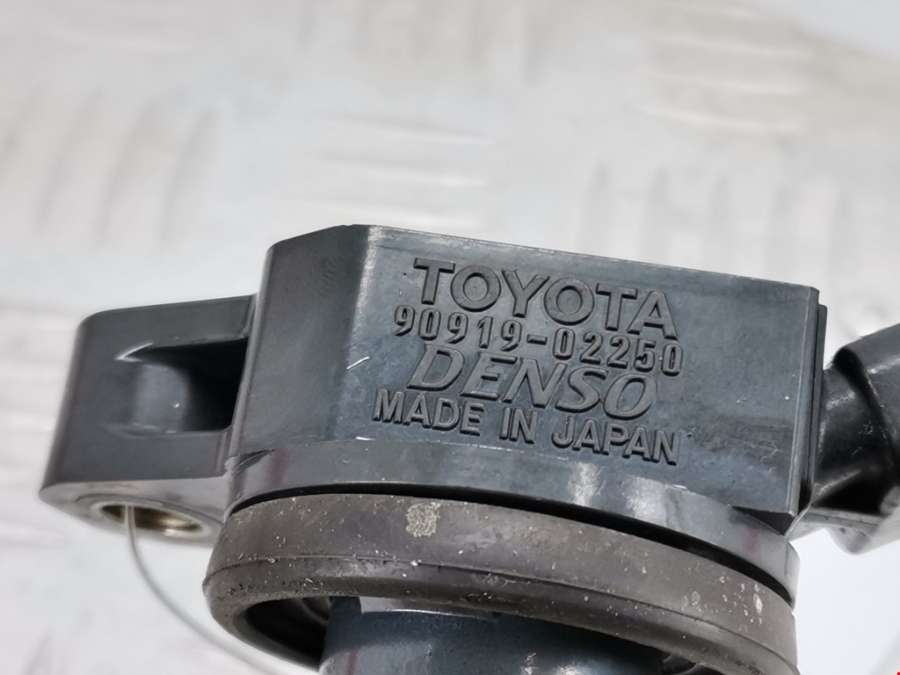 TOYOTA
90919-02250
DENSO
MADE IN JAPAN